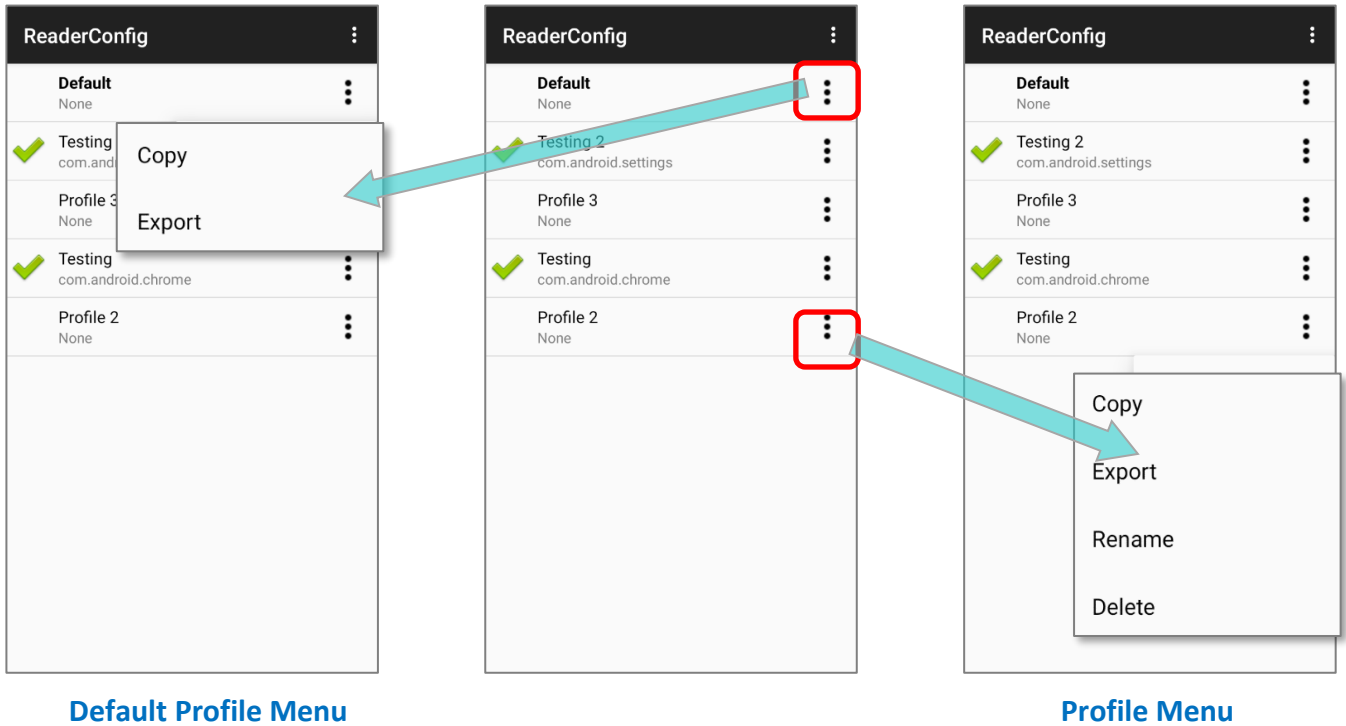 ReaderConfig
Default
None
Testing
com.and
Profile 3
None
Testing
com.android.chrome
Profile 2
None
Copy
Export
Default Profile Menu
ReaderConfig
Default
None
Testing 2
com.android.settings
Profile 3
None
Testing
com.android.chrome
Profile 2
None
ReaderConfig
Default
None
Testing 2
com.android.settings
Profile 3
None
Testing
com.android.chrome
Profile 2
None
Copy
Export
Rename
Delete
Profile Menu